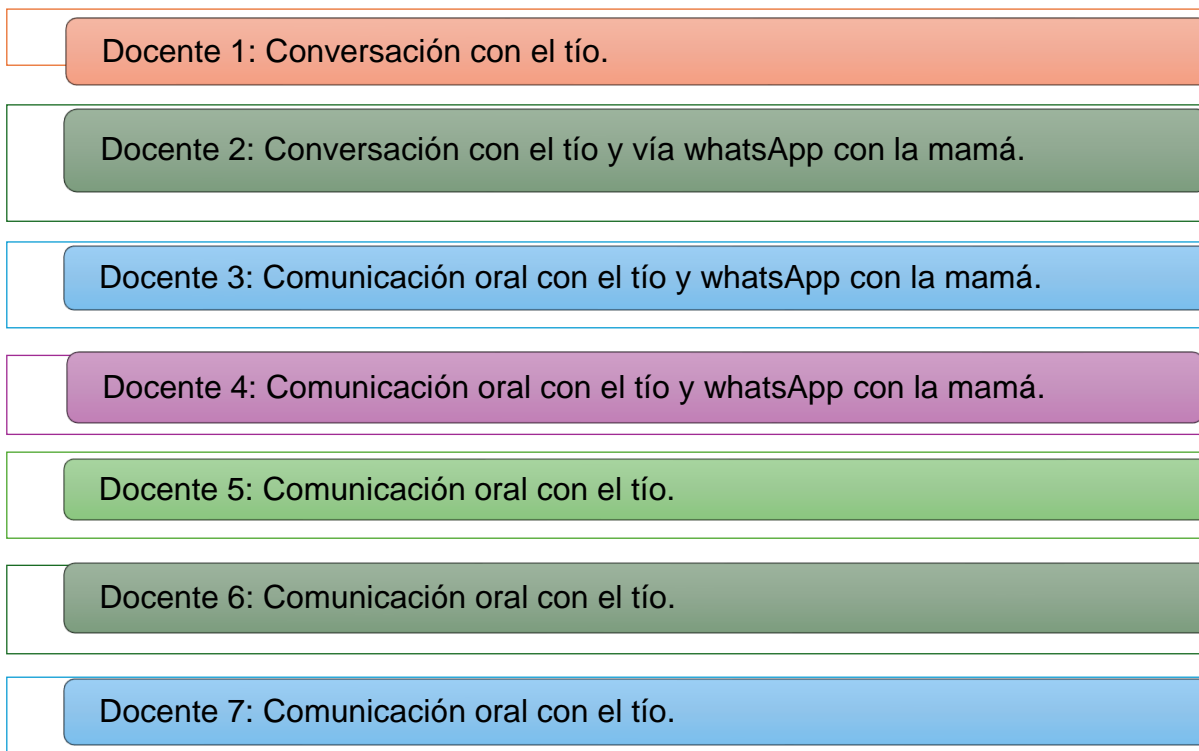 Docente 1: Conversación con el tío.
Docente 2: Conversación con el tío y vía whatsApp con la mamá.
Docente 3: Comunicación oral con el tío y whatsApp con la mamá.
Docente 4: Comunicación oral con el tío y whatsApp con la mamá.
Docente 5: Comunicación oral con el tío.
Docente 6: Comunicación oral con el tío.
Docente 7: Comunicación oral con el tío.